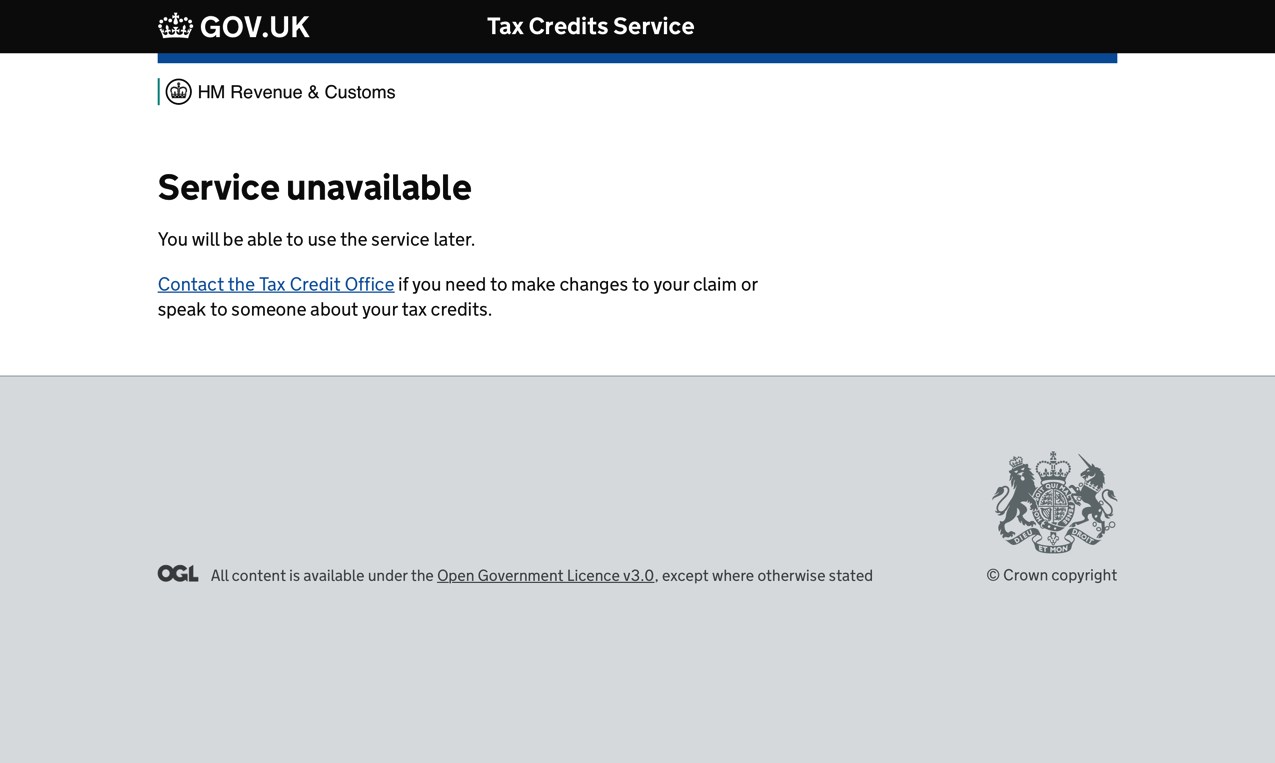 GOV.UK
Tax Credits Service
HM Revenue & Customs
Service unavailable
You will be able to use the service later.
Contact the Tax Credit Office if you need to make changes to your claim or
speak to someone about your tax credits.
DIEU
ET MON
DROIT
OGL All content is available under the Open Government Licence v3.0, except where otherwise stated
© Crown copyright